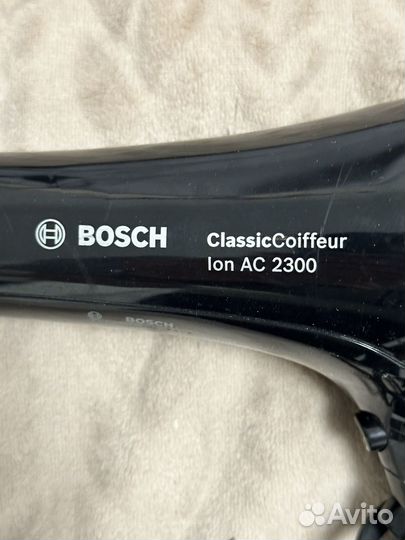 BOSCH ClassicCoiffeur
Ion AC 2300
BOSCH
Avito